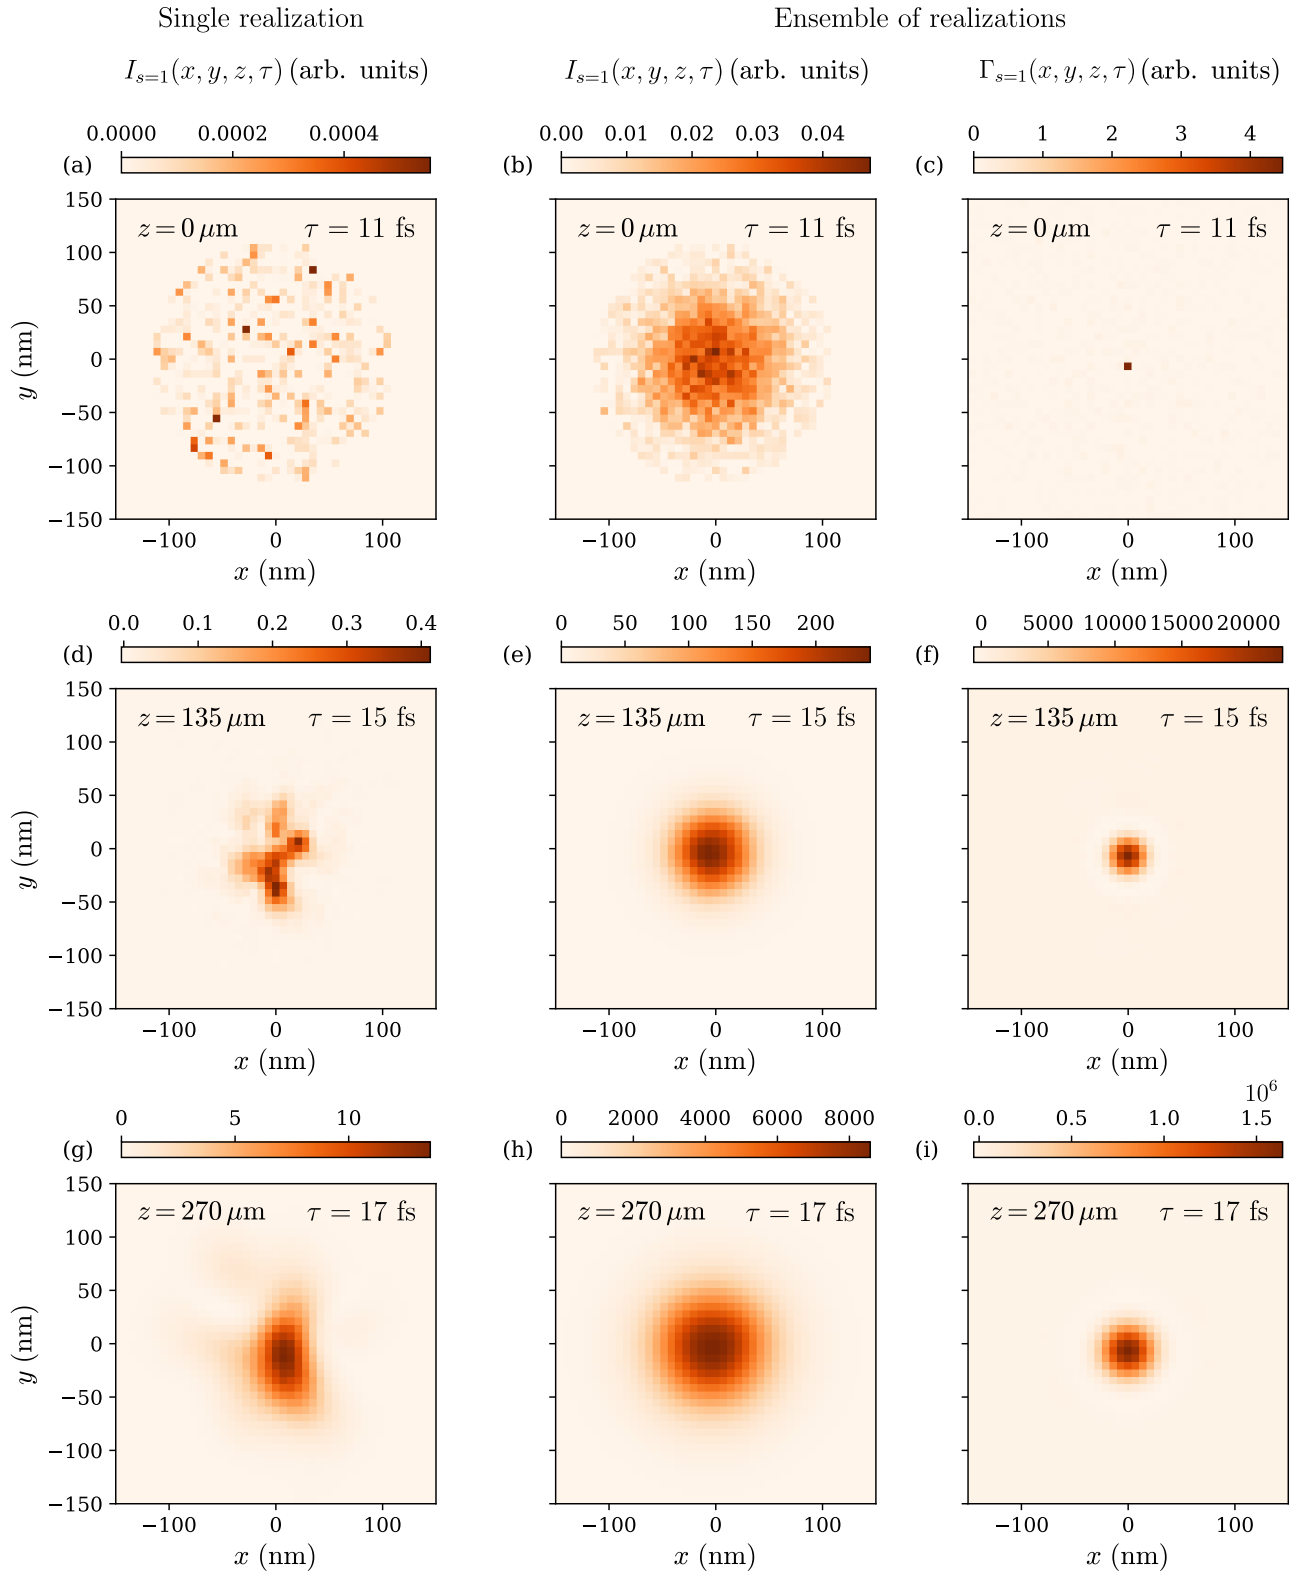 Single realization
Ensemble of realizations
I_{s=1}(x, y, z, τ) (arb. units)
I_{s=1}(x, y, z, τ) (arb. units)
Γ_{s=1}(x, y, z, τ) (arb. units)
0.0000 0.0002 0.0004
0.00 0.01 0.02 0.03 0.04
0 1 2 3 4
(a)
(b)
(c)
z = 0 μm τ = 11 fs
z = 0 μm τ = 11 fs
z = 0 μm τ = 11 fs
150
100
50
0
−50
−100
−150
y (nm)
−100 0 100
−100 0 100
−100 0 100
x (nm)
x (nm)
x (nm)
0.0 0.1 0.2 0.3 0.4
0 50 100 150 200
0 5000 10000 15000 20000
(d)
(e)
(f)
z = 135 μm τ = 15 fs
z = 135 μm τ = 15 fs
z = 135 μm τ = 15 fs
150
100
50
0
−50
−100
−150
y (nm)
−100 0 100
−100 0 100
−100 0 100
x (nm)
x (nm)
x (nm)
10^6
0 5 10
0 2000 4000 6000 8000
0.0 0.5 1.0 1.5
(g)
(h)
(i)
z = 270 μm τ = 17 fs
z = 270 μm τ = 17 fs
z = 270 μm τ = 17 fs
150
100
50
0
−50
−100
−150
y (nm)
−100 0 100
−100 0 100
−100 0 100
x (nm)
x (nm)
x (nm)